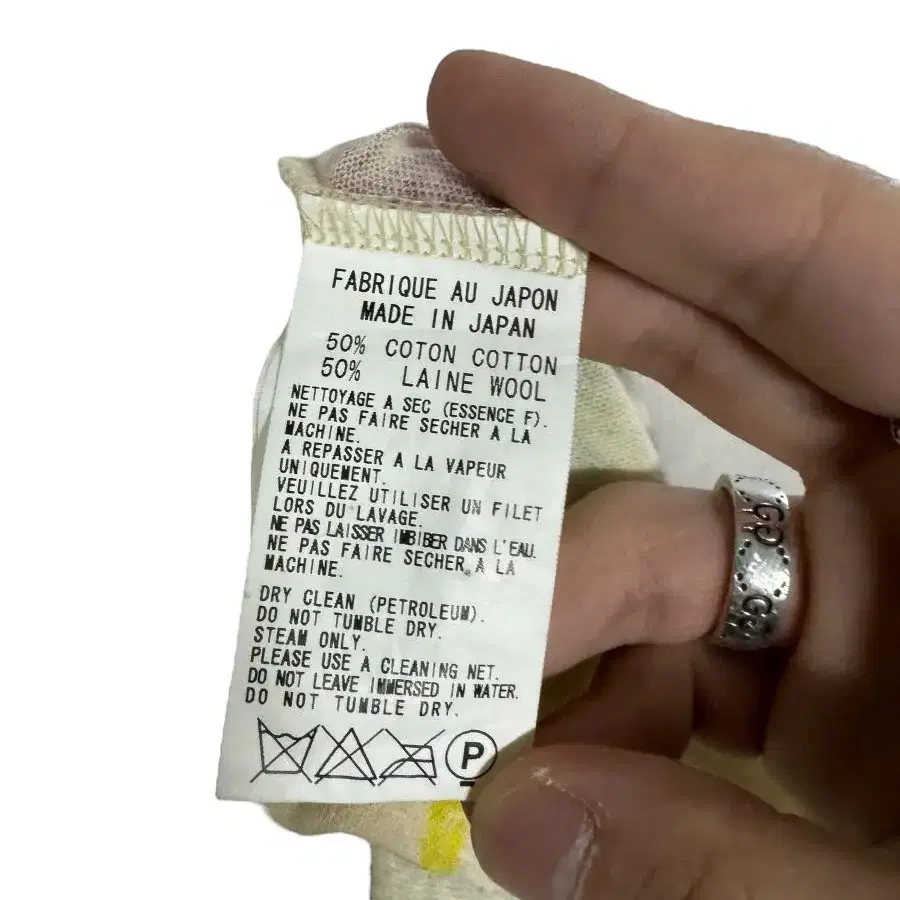 FABRIQUE AU JAPON
MADE IN JAPAN
50% COTON COTTON
50% LAINE WOOL
NETTOYAGE A SEC (ESSENCE F).
NE PAS FAIRE SECHER A LA
MACHINE.
A REPASSER A LA VAPEUR
UNIQUEMENT.
VEUILLEZ UTILISER UN FILET
LORS DU LAVAGE.
NE PAS LAISSER IMBIBER DANS L'EAU.
NE PAS FAIRE SECHER A LA
MACHINE.
DRY CLEAN (PETROLEUM).
DO NOT TUMBLE DRY.
STEAM ONLY.
PLEASE USE A CLEANING NET.
DO NOT LEAVE IMMERSED IN WATER.
DO NOT TUMBLE DRY.
P
GG
GG